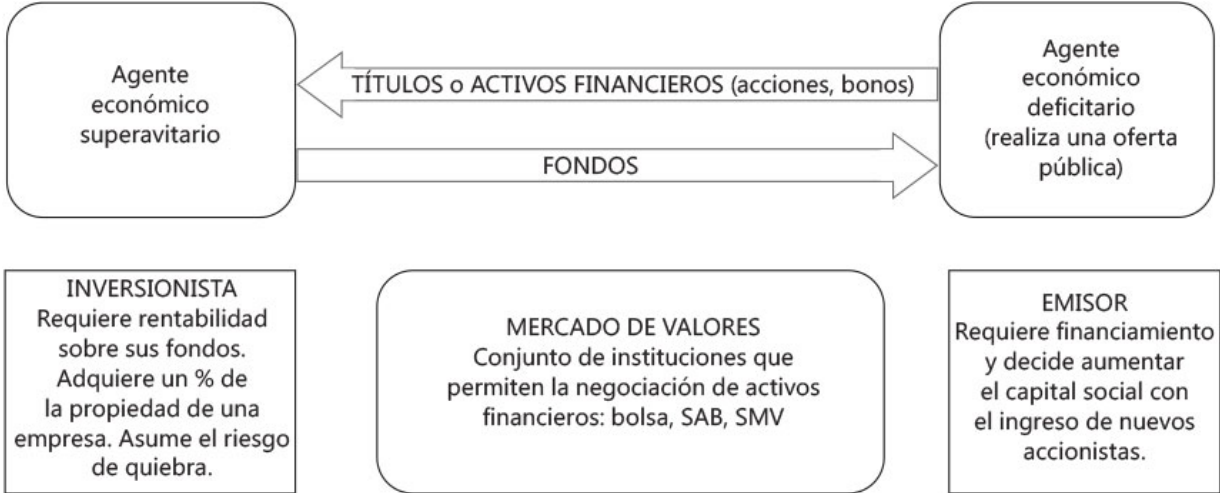 Agente
económico
superavitario
TÍTULOS o ACTIVOS FINANCIEROS (acciones, bonos)
FONDOS
Agente
económico
deficitario
(realiza una oferta
pública)
INVERSIONISTA
Requiere rentabilidad
sobre sus fondos.
Adquiere un % de
la propiedad de una
empresa. Asume el riesgo
de quiebra.
MERCADO DE VALORES
Conjunto de instituciones que
permiten la negociación de activos
financieros: bolsa, SAB, SMV
EMISOR
Requiere financiamiento
y decide aumentar
el capital social con
el ingreso de nuevos
accionistas.